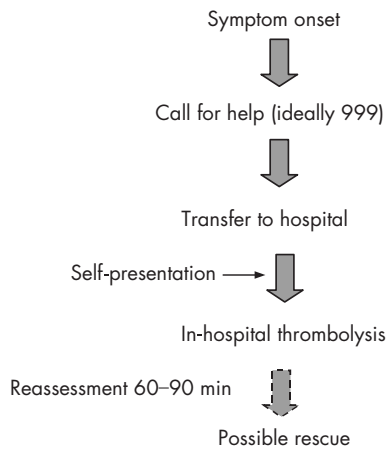 Symptom onset
Call for help (ideally 999)
Transfer to hospital
Self-presentation
In-hospital thrombolysis
Reassessment 60–90 min
Possible rescue